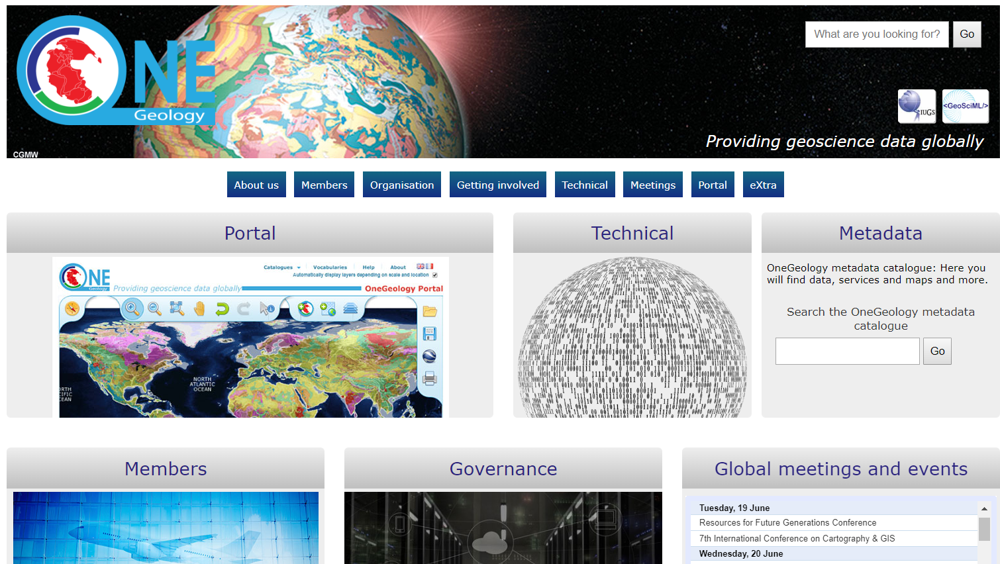 ONE
Geology
What are you looking for?
Go
IUGS
<GeoSciML/>
Providing geoscience data globally
CGMW
About us
Members
Organisation
Getting involved
Technical
Meetings
Portal
eXtra
Portal
Catalogues
Vocabularies
Help
About
Automatically display layers depending on scale and location
NE
Geology
Providing geoscience data globally
OneGeology Portal
NORTH
ATLANTIC
OCEAN
Technical
Metadata
OneGeology metadata catalogue: Here you
will find data, services and maps and more.
Search the OneGeology metadata
catalogue
Go
Members
Governance
Global meetings and events
Tuesday, 19 June
Resources for Future Generations Conference
7th International Conference on Cartography & GIS
Wednesday, 20 June